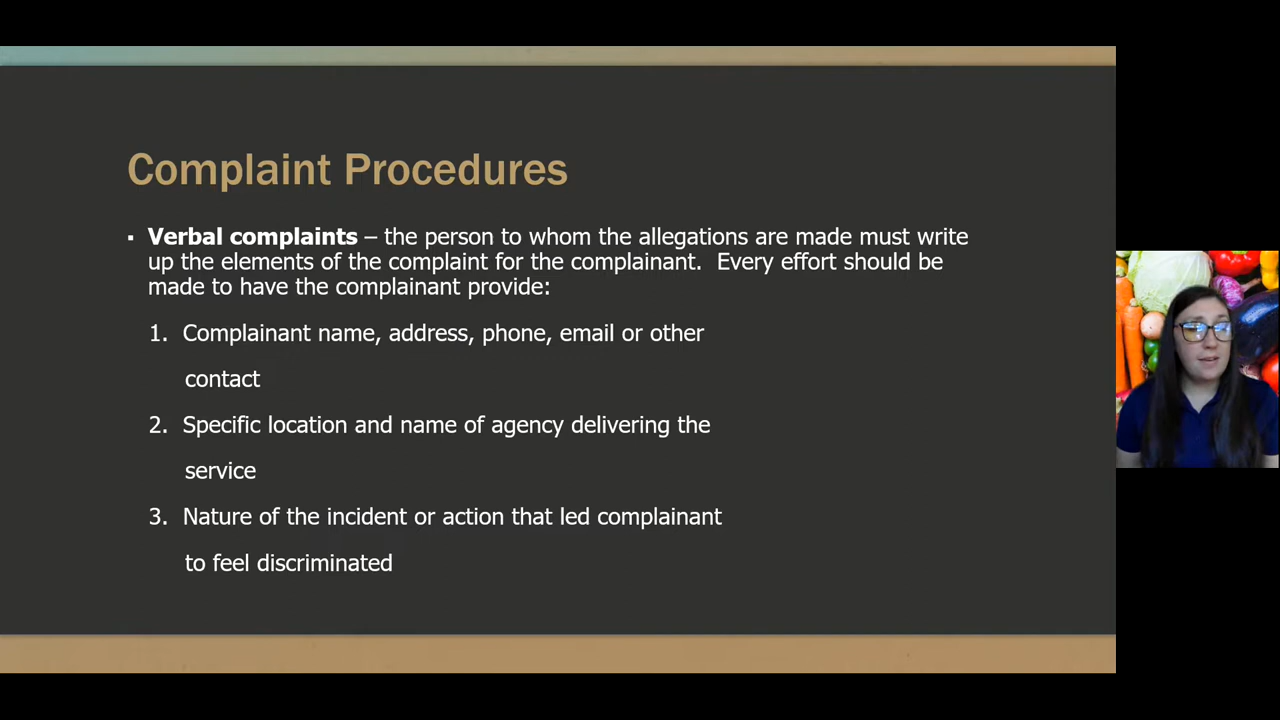 Complaint Procedures
▪ Verbal complaints – the person to whom the allegations are made must write
up the elements of the complaint for the complainant.  Every effort should be
made to have the complainant provide:
1. Complainant name, address, phone, email or other
contact
2. Specific location and name of agency delivering the
service
3. Nature of the incident or action that led complainant
to feel discriminated